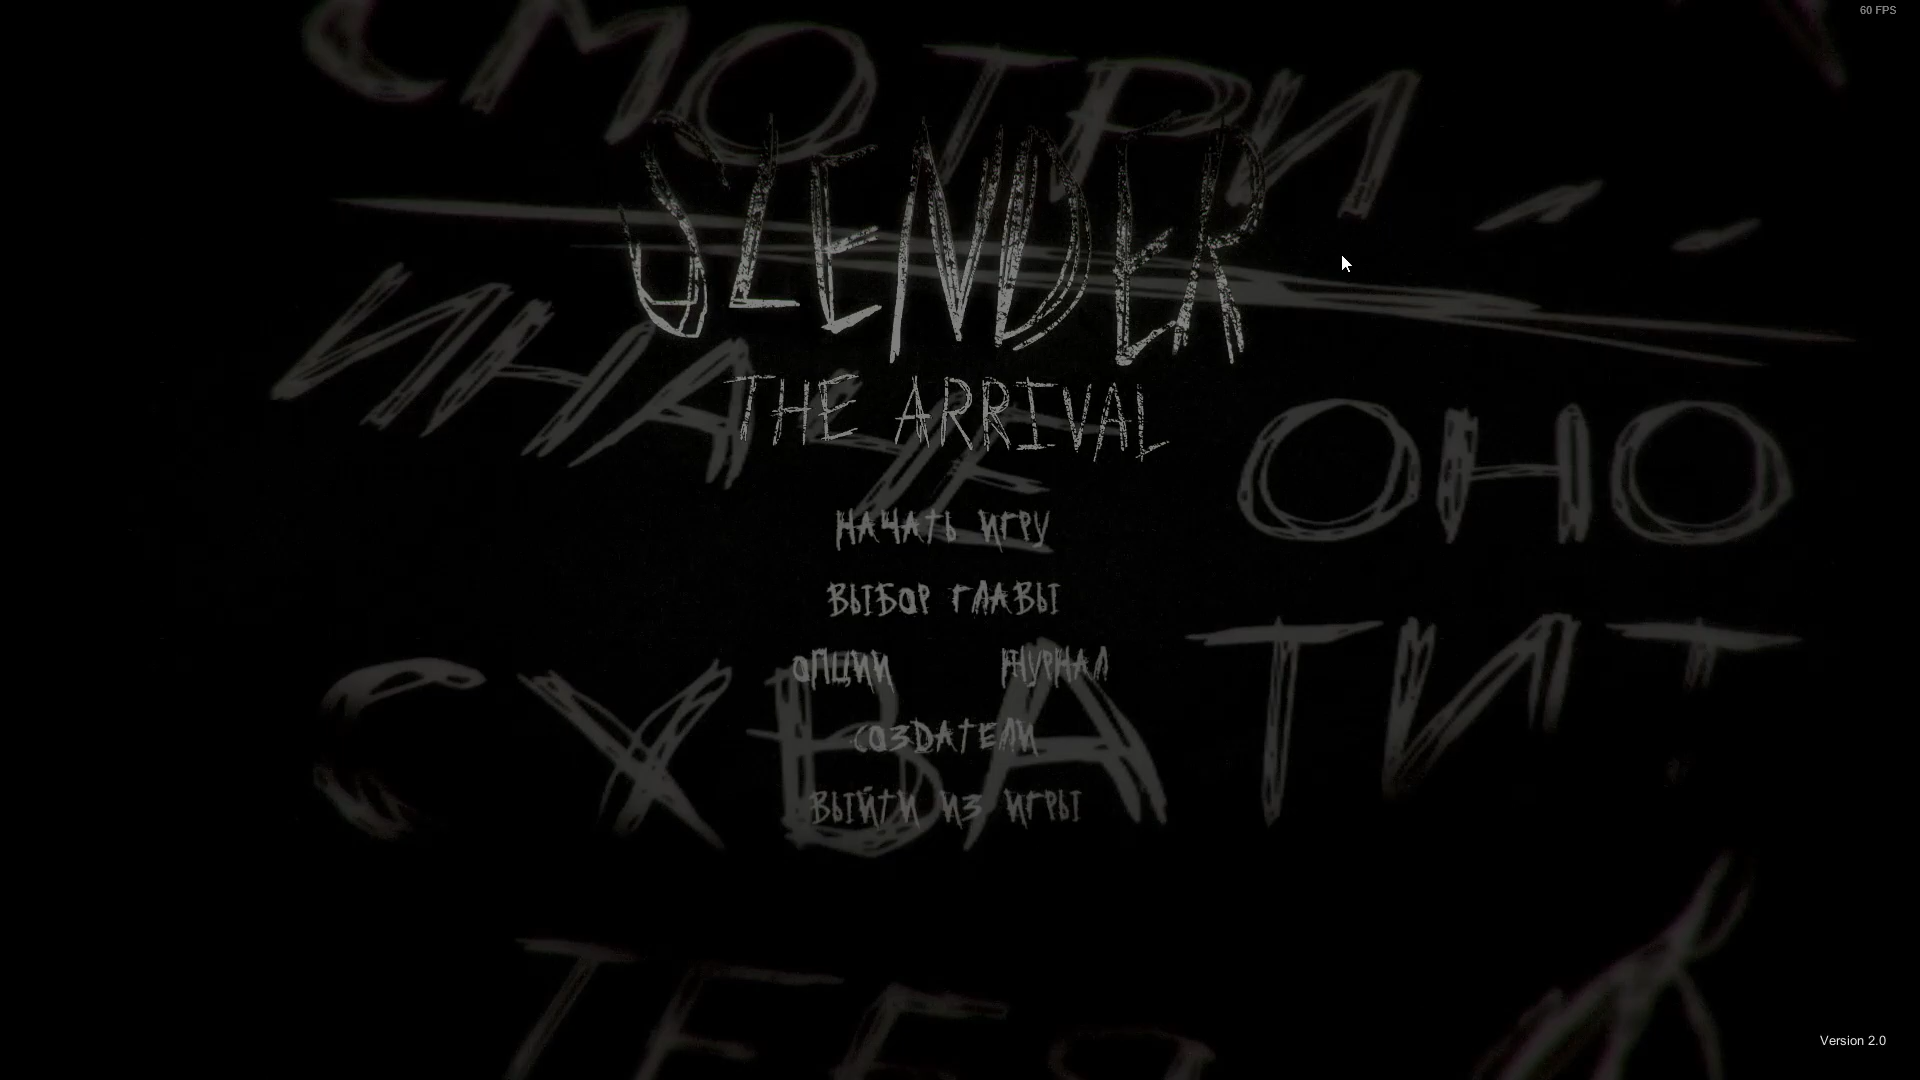 60 FPS
СМОТРИ
SLENDER
THE ARRIVAL
ИНАЧЕ ОНО
НАЧАТЬ ИГРУ
ВЫБОР ГЛАВЫ
ОПЦИИ ЖУРНАЛ
СХВАТИТ
СОЗДАТЕЛИ
ВЫЙТИ ИЗ ИГРЫ
ТЕБЯ
Version 2.0